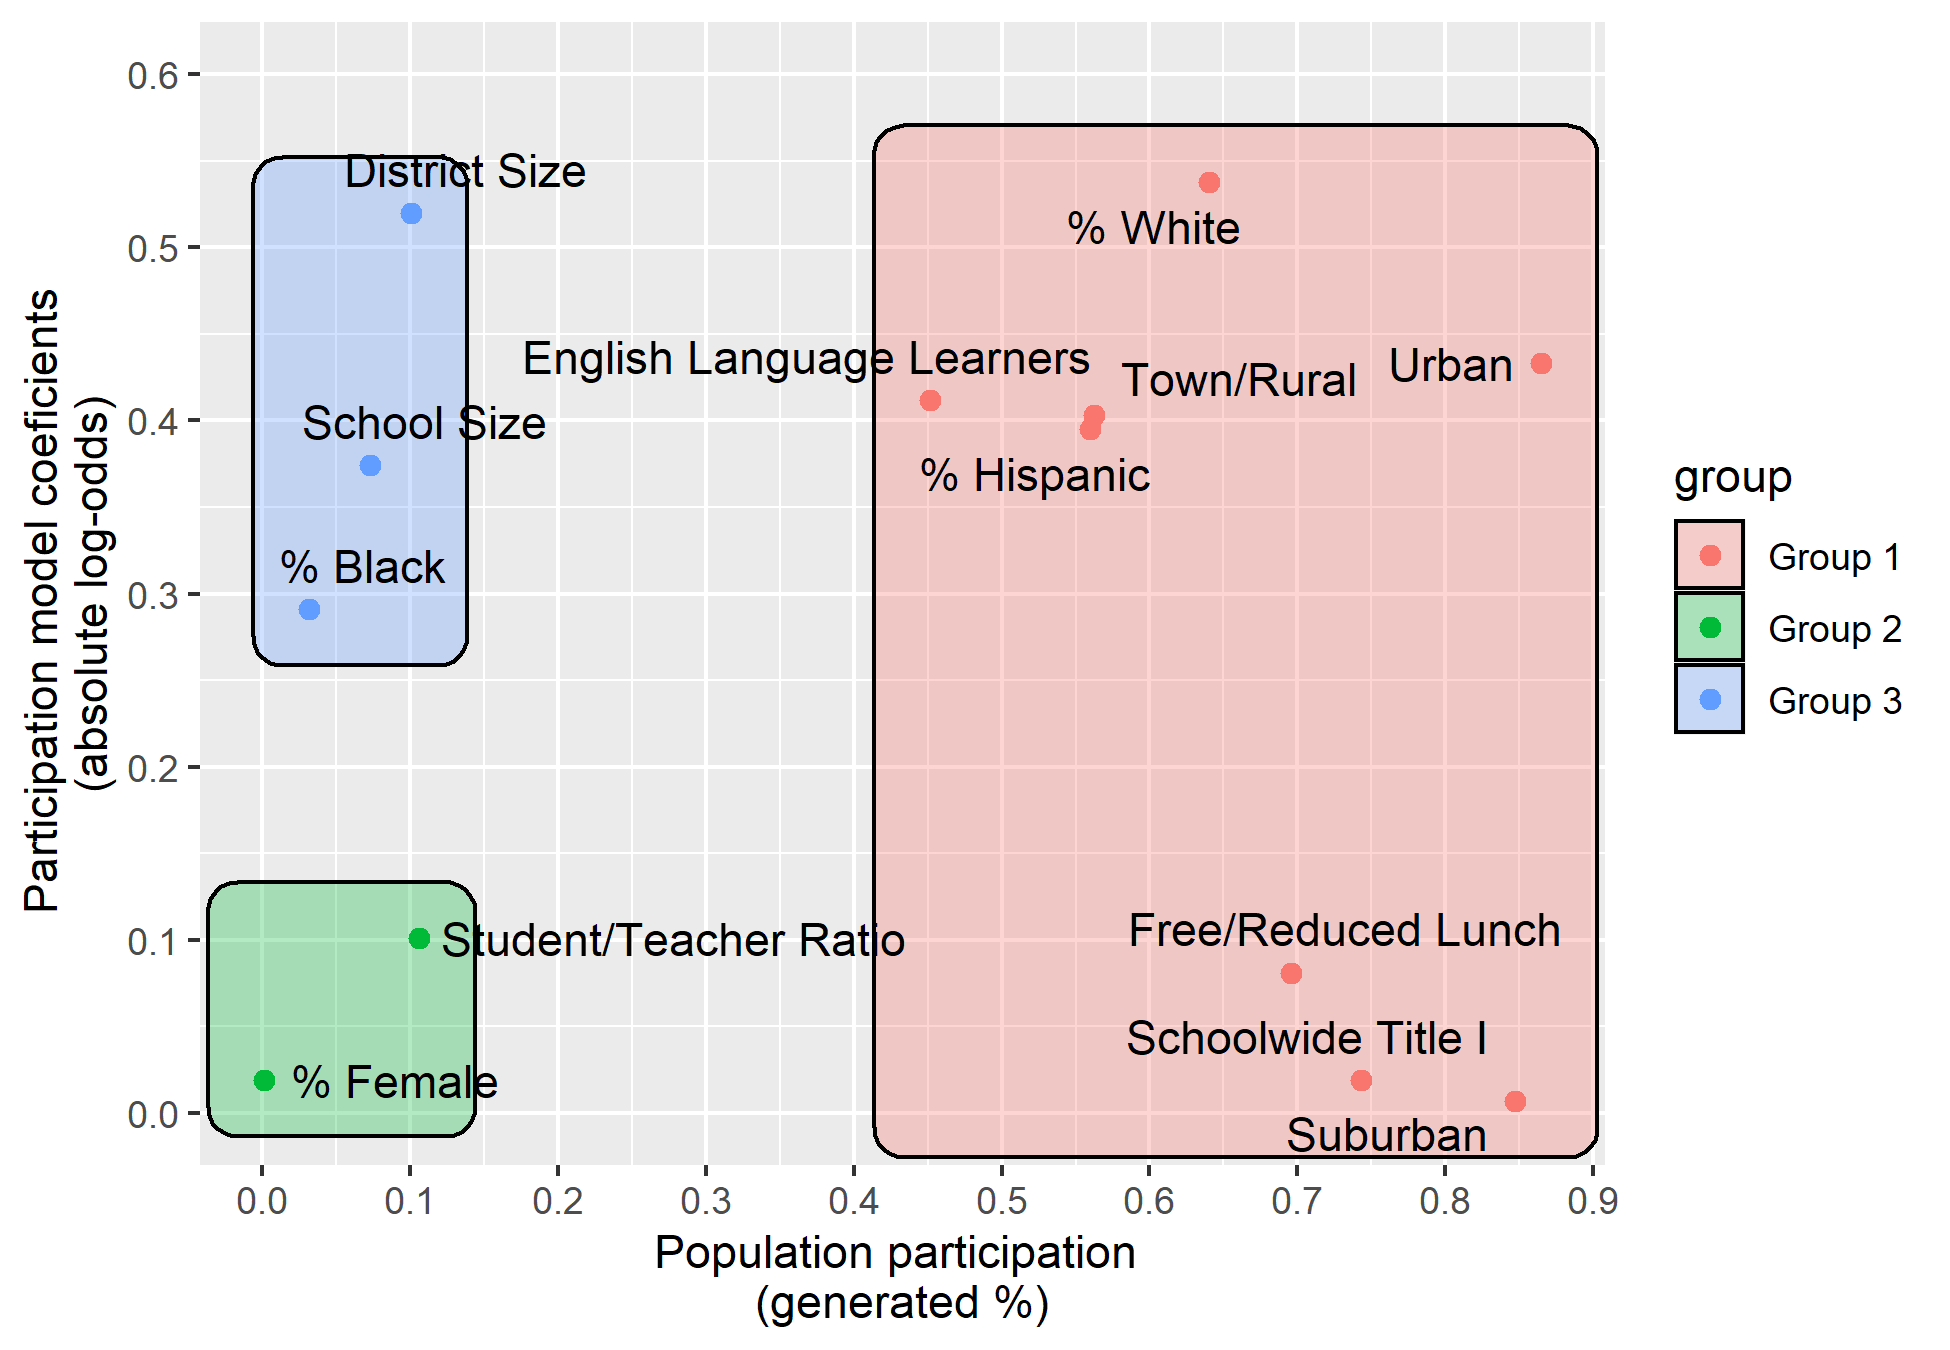 Participation model coeficients
(absolute log-odds)
0.6
0.5
0.4
0.3
0.2
0.1
0.0
District Size
School Size
% Black
% White
English Language Learners
Town/Rural
Urban
% Hispanic
Student/Teacher Ratio
% Female
Free/Reduced Lunch
Schoolwide Title I
Suburban
0.0 0.1 0.2 0.3 0.4 0.5 0.6 0.7 0.8 0.9
Population participation
(generated %)
group
Group 1
Group 2
Group 3